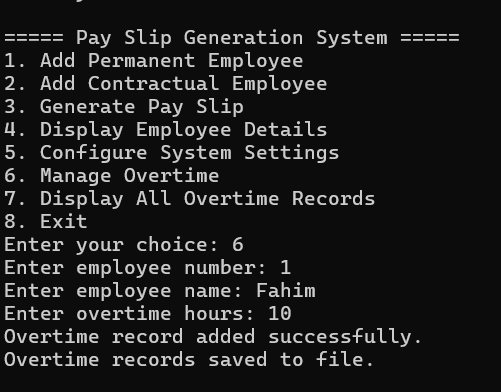 ===== Pay Slip Generation System =====
1. Add Permanent Employee
2. Add Contractual Employee
3. Generate Pay Slip
4. Display Employee Details
5. Configure System Settings
6. Manage Overtime
7. Display All Overtime Records
8. Exit
Enter your choice: 6
Enter employee number: 1
Enter employee name: Fahim
Enter overtime hours: 10
Overtime record added successfully.
Overtime records saved to file.